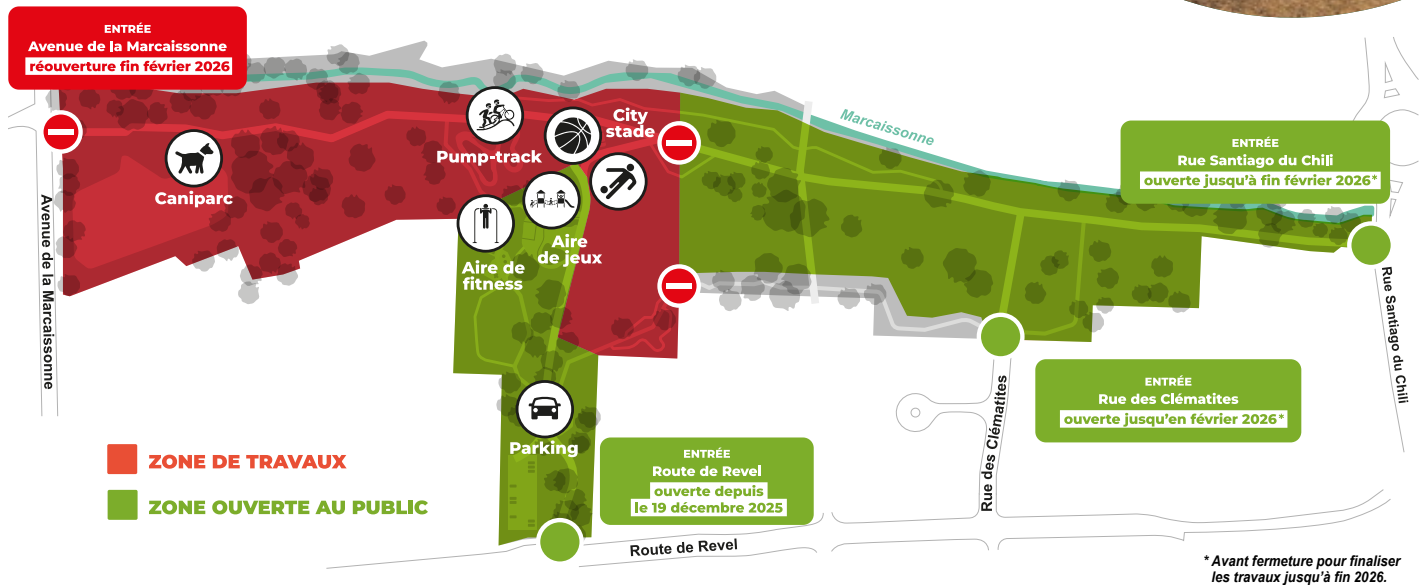 ENTRÉE
Avenue de la Marcaissonne
réouverture fin février 2026
City
stade
Pump-track
Caniparc
Marcaissonne
ENTRÉE
Rue Santiago du Chili
ouverte jusqu'à fin février 2026*
Avenue de la Marcaissonne
Aire
de jeux
Aire de
fitness
Rue Santiago du Chili
ENTRÉE
Rue des Clématites
ouverte jusqu'en février 2026*
Rue des Clématites
Parking
ZONE DE TRAVAUX
ZONE OUVERTE AU PUBLIC
ENTRÉE
Route de Revel
ouverte depuis
le 19 décembre 2025
Route de Revel
* Avant fermeture pour finaliser
les travaux jusqu'à fin 2026.